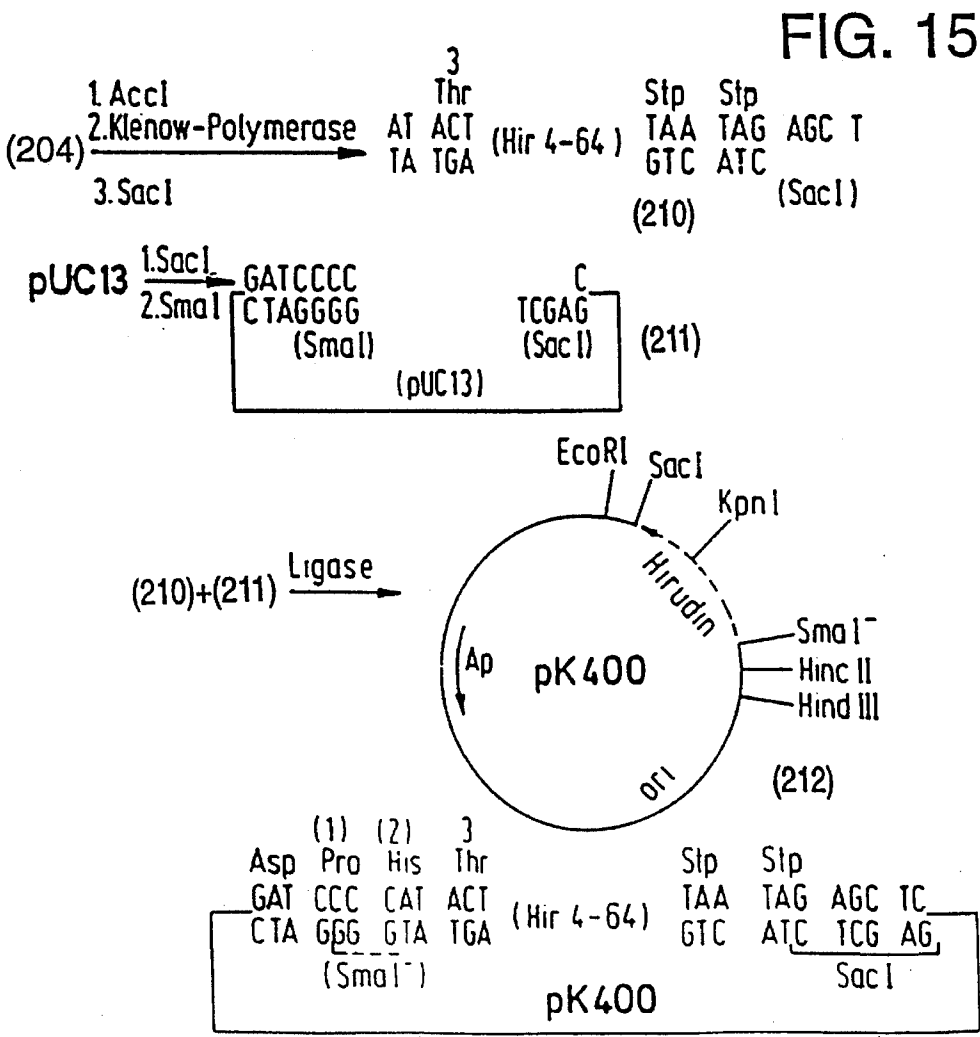 FIG. 15
1. AccI
2.Klenow-Polymerase
(204)
3.SacI
3
Thr
AT ACT (Hir 4-64)
TA TGA
Stp Stp
TAA TAG AGC T
GTC ATC
(SacI)
(210)
pUC13
1.SacI
2.SmaI
GATCCCC C
CTAGGGG TCGAG
(SmaI) (SacI)
(211)
(pUC13)
EcoRI
SacI
KpnI
(210)+(211) Ligase
Hirudin
SmaI⁻
Ap
pK400
Hinc II
Hind III
ori
(212)
(1) (2) 3
Asp Pro His Thr Stp Stp
GAT CCC CAT ACT (Hir 4-64) TAA TAG AGC TC
CTA GGG GTA TGA GTC ATC TCG AG
(SmaI⁻) SacI
pK400